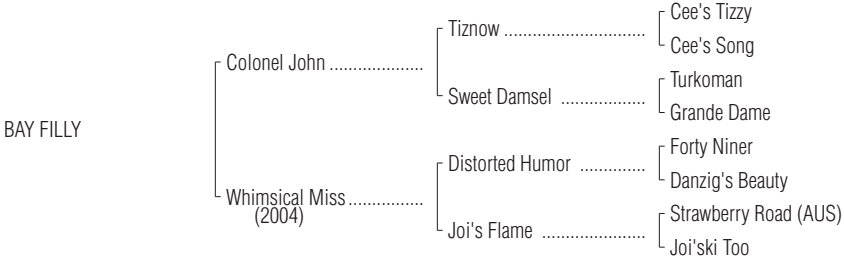 Cee's Tizzy
Tiznow ..............................
Cee's Song
Colonel John ....................
Turkoman
Sweet Damsel ..................
Grande Dame
BAY FILLY
Forty Niner
Distorted Humor ..............
Danzig's Beauty
Whimsical Miss................
(2004)
Strawberry Road (AUS)
Joi's Flame ......................
Joi'ski Too